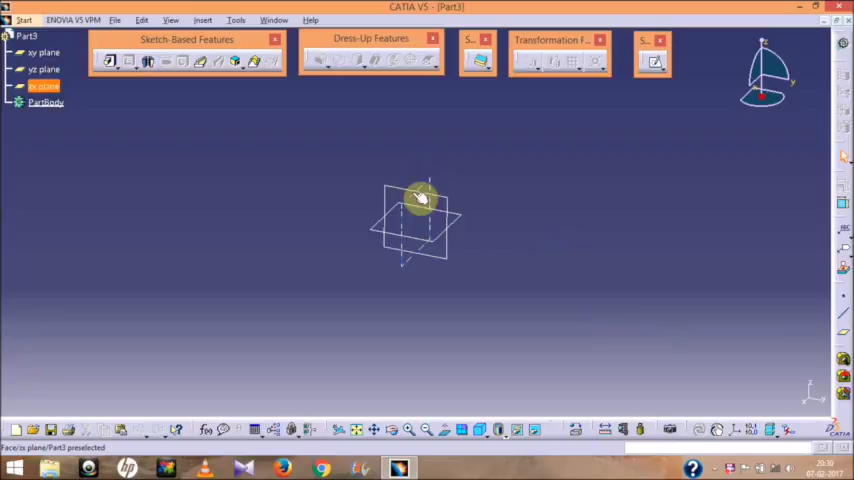 CATIA V5 - [Part3]
Start ENOVIA V5 VPM File Edit View Insert Tools Window Help
Part3
xy plane
yz plane
zx plane
PartBody
Sketch-Based Features
Dress-Up Features
S...
Transformation F...
S...
z
y
z
x y
CATIA
Face/zx plane/Part3 preselected
20:30
07-02-2017